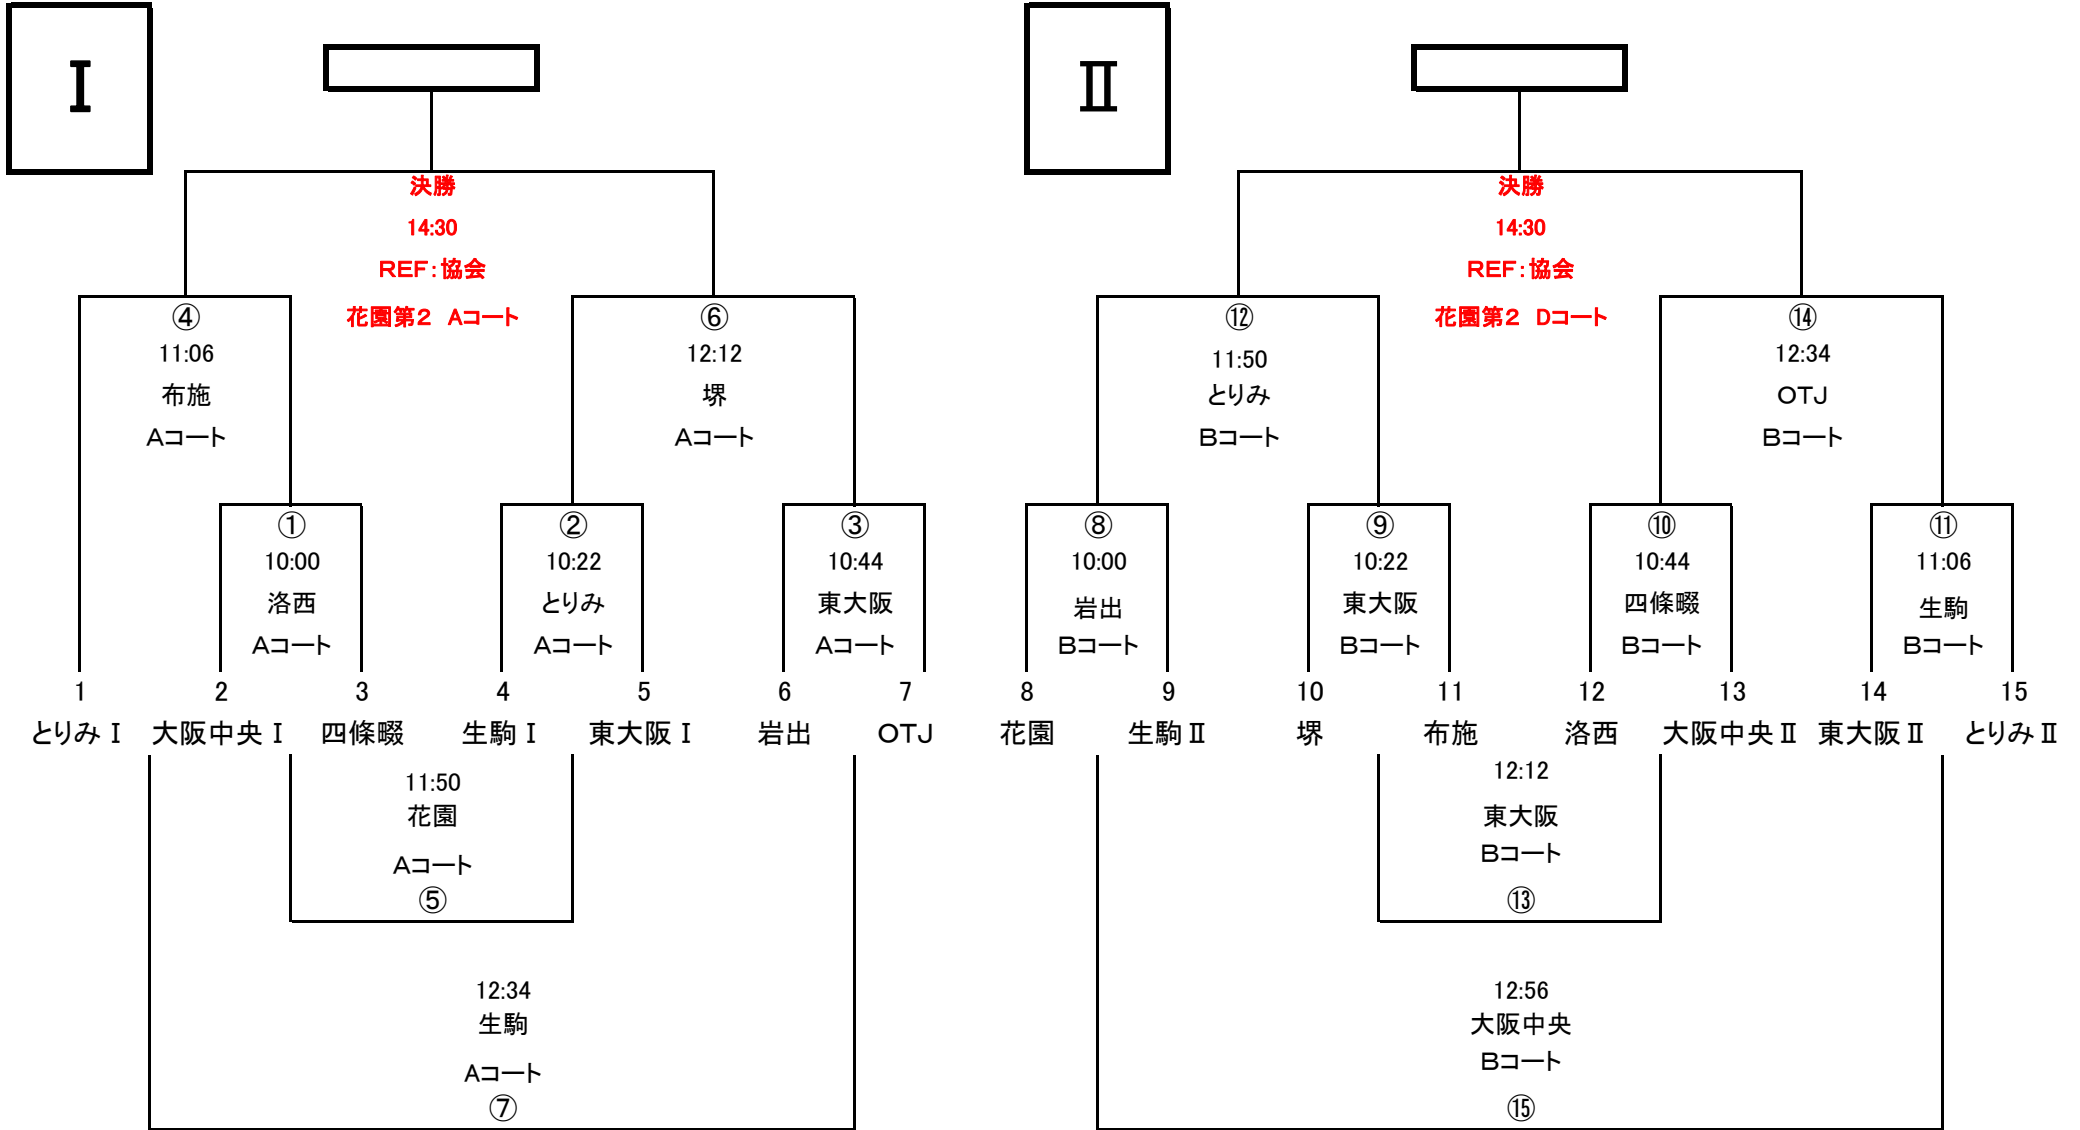 Ⅰ
Ⅱ
決勝
14:30
REF:協会
花園第2 Aコート
決勝
14:30
REF:協会
花園第2 Dコート
④
11:06
布施
Aコート
⑥
12:12
堺
Aコート
⑫
11:50
とりみ
Bコート
⑭
12:34
OTJ
Bコート
①
10:00
洛西
Aコート
②
10:22
とりみ
Aコート
③
10:44
東大阪
Aコート
⑧
10:00
岩出
Bコート
⑨
10:22
東大阪
Bコート
⑩
10:44
四條畷
Bコート
⑪
11:06
生駒
Bコート
1 2 3 4 5 6 7 8 9 10 11 12 13 14 15
とりみⅠ 大阪中央Ⅰ 四條畷 生駒Ⅰ 東大阪Ⅰ 岩出 OTJ 花園 生駒Ⅱ 堺 布施 洛西 大阪中央Ⅱ 東大阪Ⅱ とりみⅡ
11:50
花園
Aコート
⑤
12:12
東大阪
Bコート
⑬
12:34
生駒
Aコート
⑦
12:56
大阪中央
Bコート
⑮